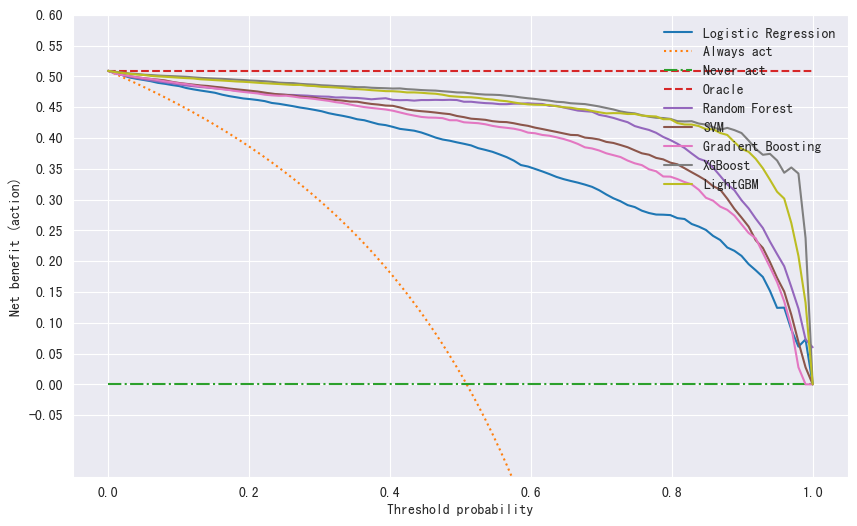 0.60
0.55
0.50
0.45
0.40
0.35
0.30
0.25
0.20
0.15
0.10
0.05
0.00
-0.05
Net benefit (action)
Logistic Regression
Always act
Never act
Oracle
Random Forest
SVM
Gradient Boosting
XGBoost
LightGBM
0.0 0.2 0.4 0.6 0.8 1.0
Threshold probability